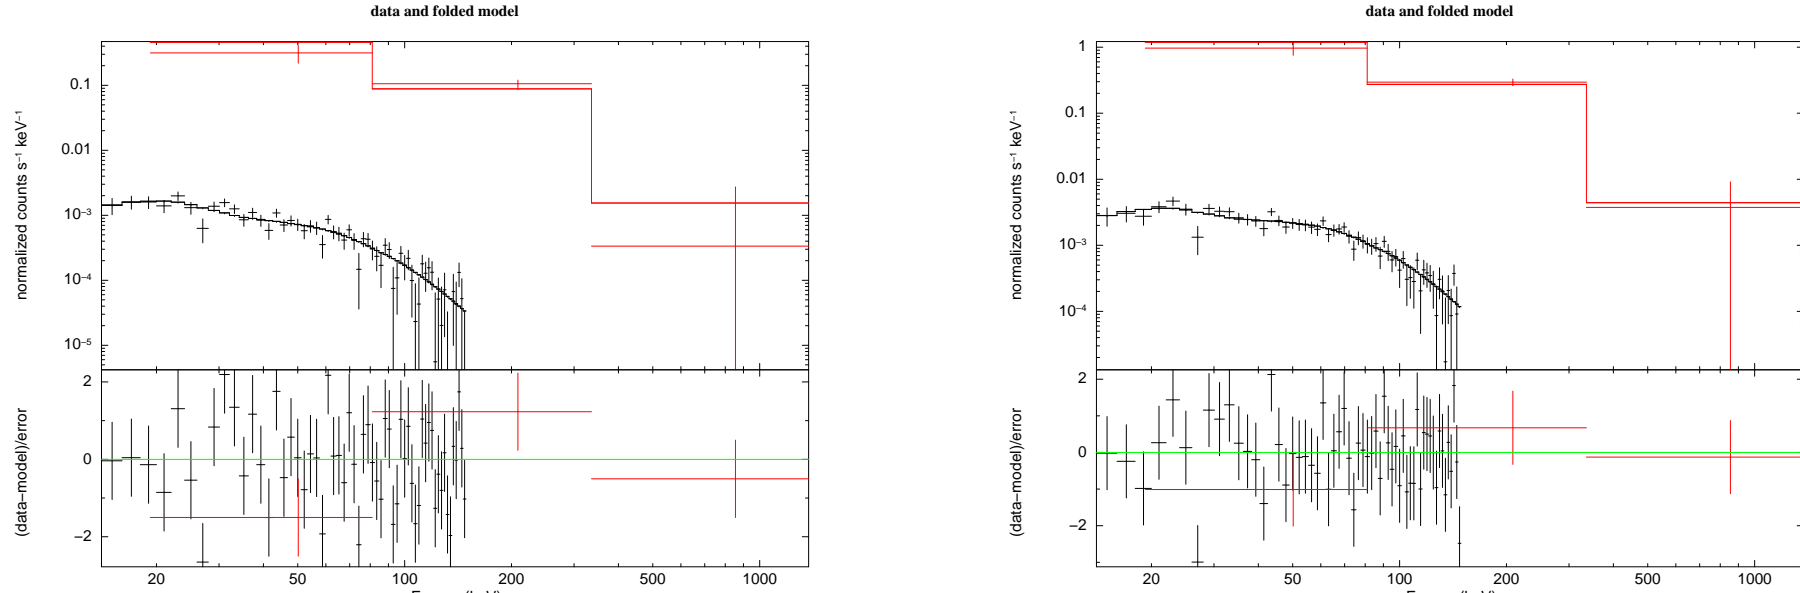 data and folded model
normalized counts s⁻¹ keV⁻¹
0.1
0.01
10⁻³
10⁻⁴
10⁻⁵
(data−model)/error
2
0
−2
20 50 100 200 500 1000
data and folded model
normalized counts s⁻¹ keV⁻¹
1
0.1
0.01
10⁻³
10⁻⁴
(data−model)/error
2
0
−2
20 50 100 200 500 1000